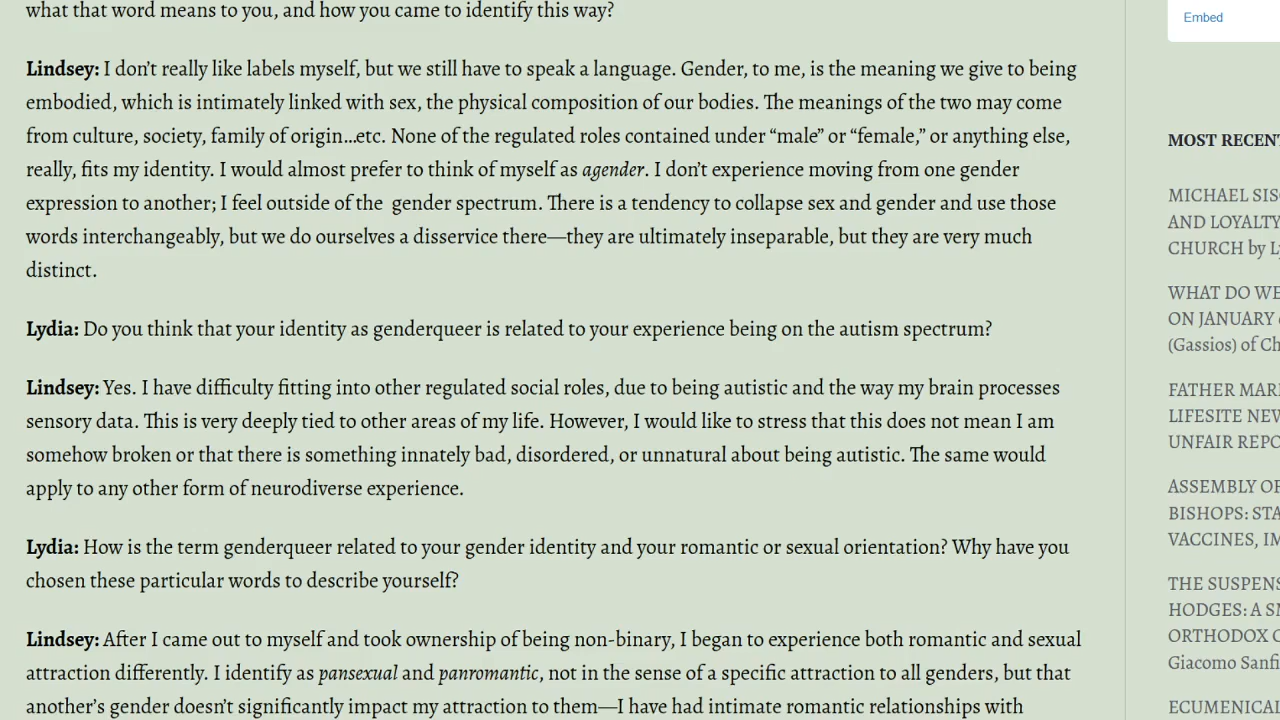 what that word means to you, and how you came to identify this way?
Lindsey: I don't really like labels myself, but we still have to speak a language. Gender, to me, is the meaning we give to being
embodied, which is intimately linked with sex, the physical composition of our bodies. The meanings of the two may come
from culture, society, family of origin...etc. None of the regulated roles contained under “male” or “female,” or anything else,
really, fits my identity. I would almost prefer to think of myself as agender. I don't experience moving from one gender
expression to another; I feel outside of the gender spectrum. There is a tendency to collapse sex and gender and use those
words interchangeably, but we do ourselves a disservice there—they are ultimately inseparable, but they are very much
distinct.
Lydia: Do you think that your identity as genderqueer is related to your experience being on the autism spectrum?
Lindsey: Yes. I have difficulty fitting into other regulated social roles, due to being autistic and the way my brain processes
sensory data. This is very deeply tied to other areas of my life. However, I would like to stress that this does not mean I am
somehow broken or that there is something innately bad, disordered, or unnatural about being autistic. The same would
apply to any other form of neurodiverse experience.
Lydia: How is the term genderqueer related to your gender identity and your romantic or sexual orientation? Why have you
chosen these particular words to describe yourself?
Lindsey: After I came out to myself and took ownership of being non-binary, I began to experience both romantic and sexual
attraction differently. I identify as pansexual and panromantic, not in the sense of a specific attraction to all genders, but that
another's gender doesn't significantly impact my attraction to them—I have had intimate romantic relationships with
Embed
MOST RECENT
MICHAEL SIS
AND LOYALTY
CHURCH by Ly
WHAT DO WE
ON JANUARY
(Gassios) of Ch
FATHER MAR
LIFESITE NEW
UNFAIR REPO
ASSEMBLY OF
BISHOPS: STA
VACCINES, IM
THE SUSPENS
HODGES: A SM
ORTHODOX C
Giacomo Sanfi
ECUMENICAL